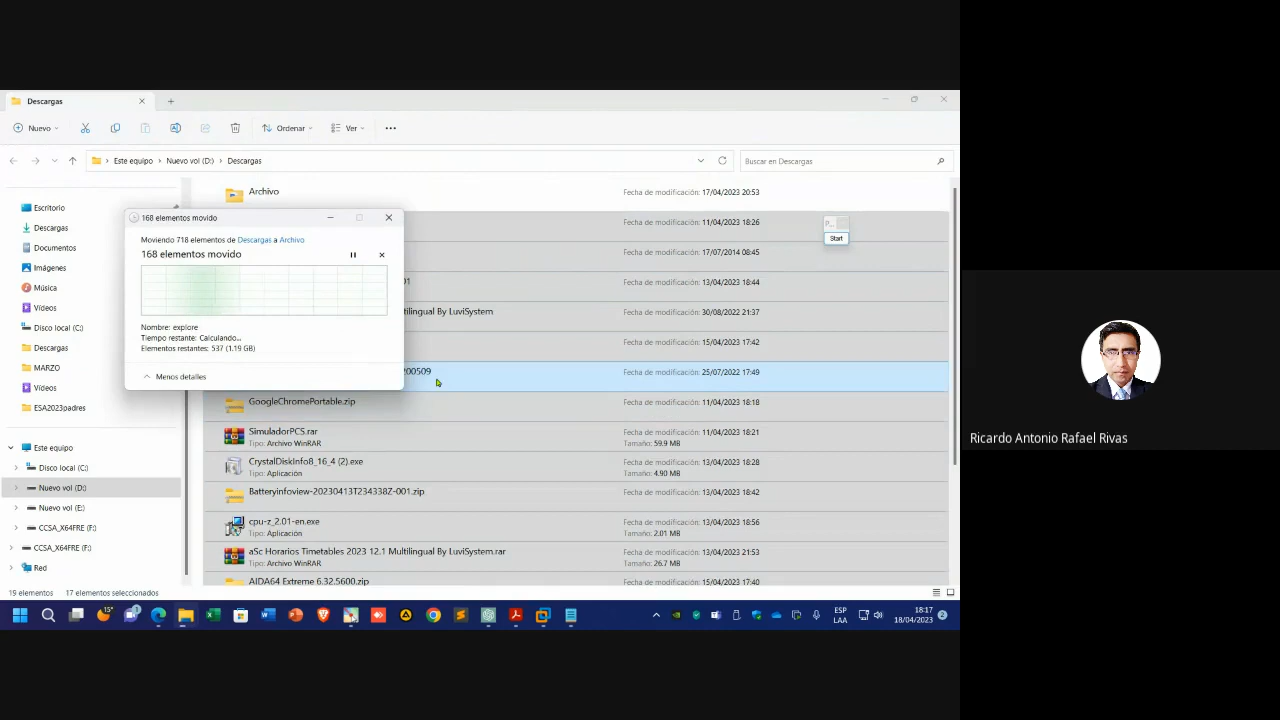 Descargas
Nuevo
Ordenar
Ver
Este equipo > Nuevo vol (D:) > Descargas
Buscar en Descargas
Escritorio
Descargas
Documentos
Imágenes
Música
Vídeos
Disco local (C:)
Descargas
MARZO
Vídeos
ESA2023padres
Este equipo
Disco local (C:)
Nuevo vol (D:)
Nuevo vol (E:)
CCSA_X64FRE (F:)
CCSA_X64FRE (F:)
Red
168 elementos movido
Moviendo 718 elementos de Descargas a Archivo
168 elementos movido
Nombre: explore
Tiempo restante: Calculando...
Elementos restantes: 537 (1.19 GB)
Menos detalles
Archivo
Fecha de modificación: 17/04/2023 20:53
Fecha de modificación: 11/04/2023 18:26
Fecha de modificación: 17/07/2014 08:45
01
Fecha de modificación: 13/04/2023 18:44
tilingual By LuviSystem
Fecha de modificación: 30/08/2022 21:37
Fecha de modificación: 15/04/2023 17:42
200509
Fecha de modificación: 25/07/2022 17:49
GoogleChromePortable.zip
Fecha de modificación: 11/04/2023 18:18
SimuladorPCS.rar
Tipo: Archivo WinRAR
Fecha de modificación: 11/04/2023 18:21
Tamaño: 59.9 MB
CrystalDiskInfo8_16_4 (2).exe
Tipo: Aplicación
Fecha de modificación: 13/04/2023 18:28
Tamaño: 4.90 MB
Batteryinfoview-20230413T234338Z-001.zip
Fecha de modificación: 13/04/2023 18:42
cpu-z_2.01-en.exe
Tipo: Aplicación
Fecha de modificación: 13/04/2023 18:56
Tamaño: 2.01 MB
aSc Horarios Timetables 2023 12.1 Multilingual By LuviSystem.rar
Tipo: Archivo WinRAR
Fecha de modificación: 13/04/2023 21:53
Tamaño: 26.7 MB
AIDA64 Extreme 6.32.5600.zip
Fecha de modificación: 15/04/2023 17:40
P...
Start
19 elementos
17 elementos seleccionados
15°
ESP
LAA
18:17
18/04/2023
2
Ricardo Antonio Rafael Rivas